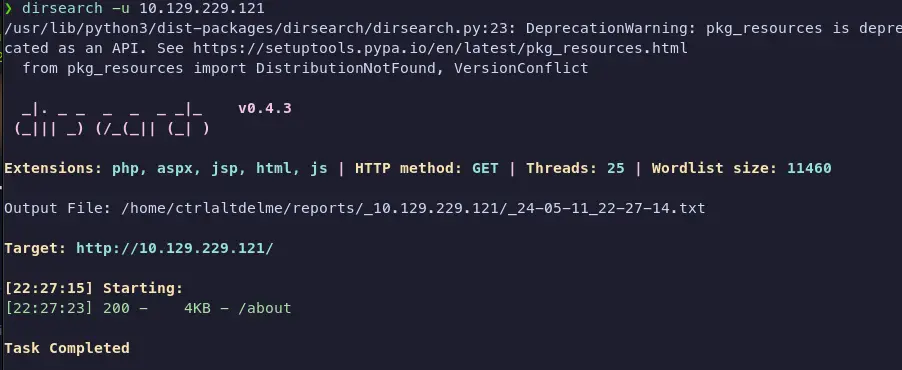 ❯ dirsearch -u 10.129.229.121
/usr/lib/python3/dist-packages/dirsearch/dirsearch.py:23: DeprecationWarning: pkg_resources is depre
cated as an API. See https://setuptools.pypa.io/en/latest/pkg_resources.html
  from pkg_resources import DistributionNotFound, VersionConflict

  _|. _ _  _  _  _ _|_    v0.4.3
 (_||| _) (/_(_|| (_| )

Extensions: php, aspx, jsp, html, js | HTTP method: GET | Threads: 25 | Wordlist size: 11460

Output File: /home/ctrlaltdelme/reports/_10.129.229.121/_24-05-11_22-27-14.txt

Target: http://10.129.229.121/

[22:27:15] Starting:
[22:27:23] 200 -    4KB - /about

Task Completed